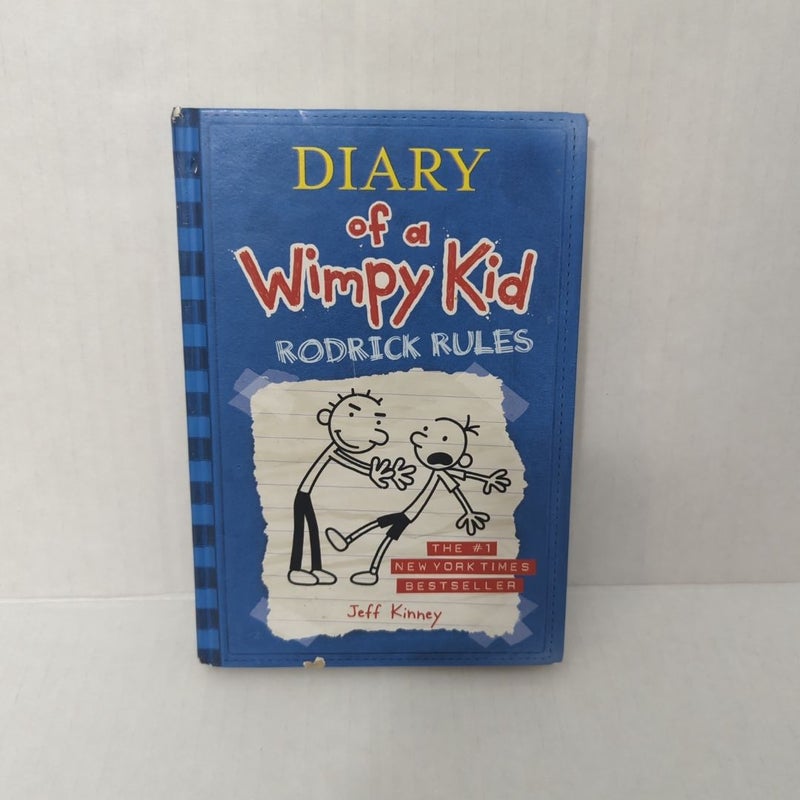 DIARY
of a
Wimpy Kid
RODRICK RULES
THE #1
NEW YORK TIMES
BESTSELLER
Jeff Kinney